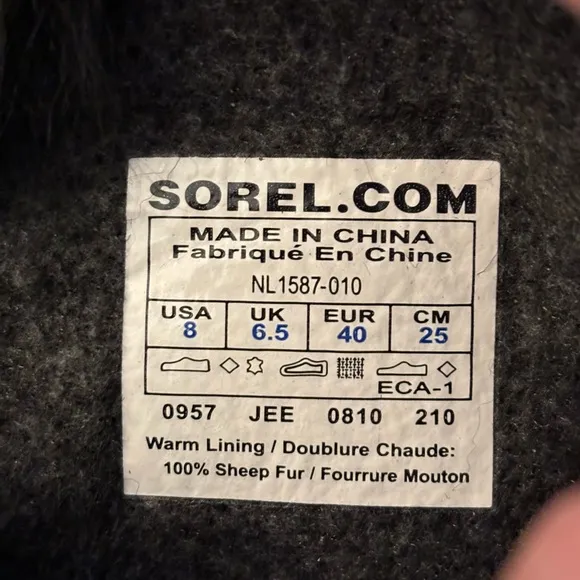 SOREL.COM
MADE IN CHINA
Fabriqué En Chine
NL1587-010
USA UK EUR CM
8 6.5 40 25
ECA-1
0957 JEE 0810 210
Warm Lining / Doublure Chaude:
100% Sheep Fur / Fourrure Mouton